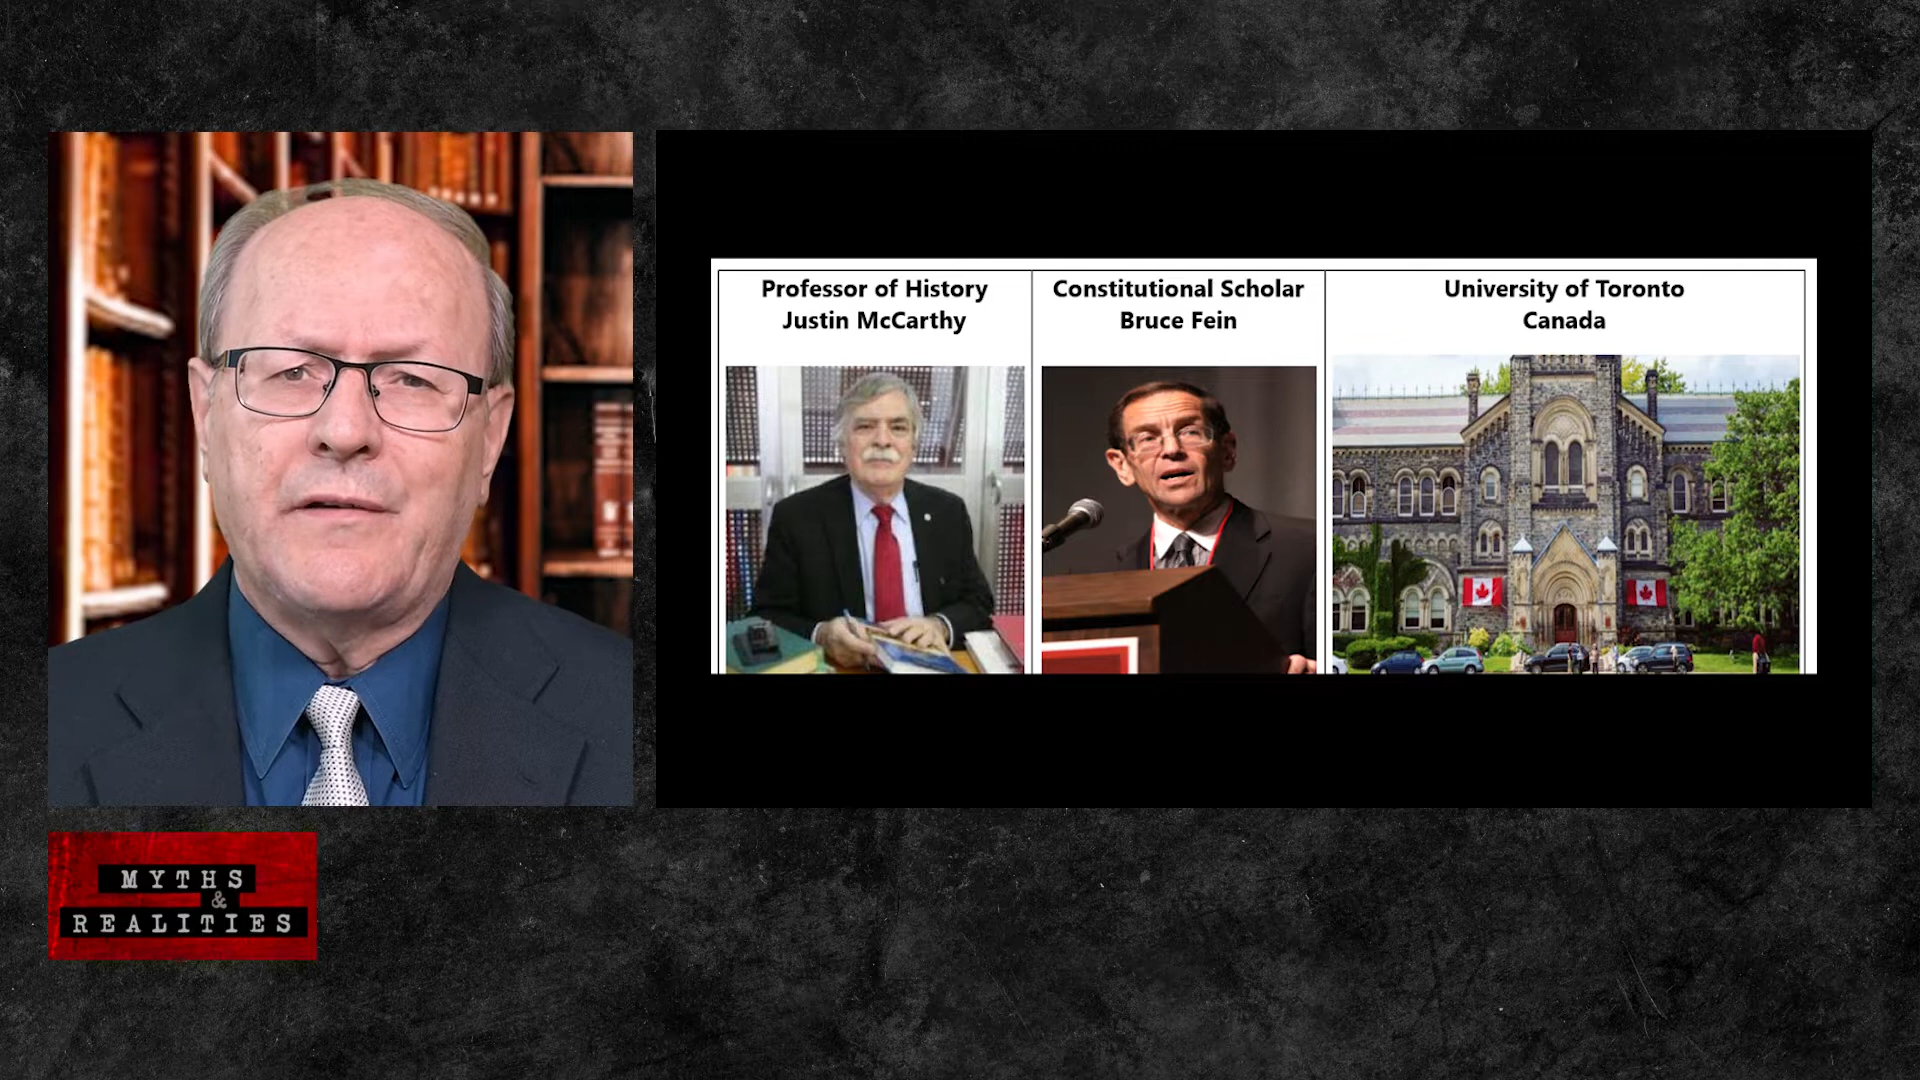 Professor of History
Justin McCarthy
Constitutional Scholar
Bruce Fein
University of Toronto
Canada
MYTHS
&
REALITIES